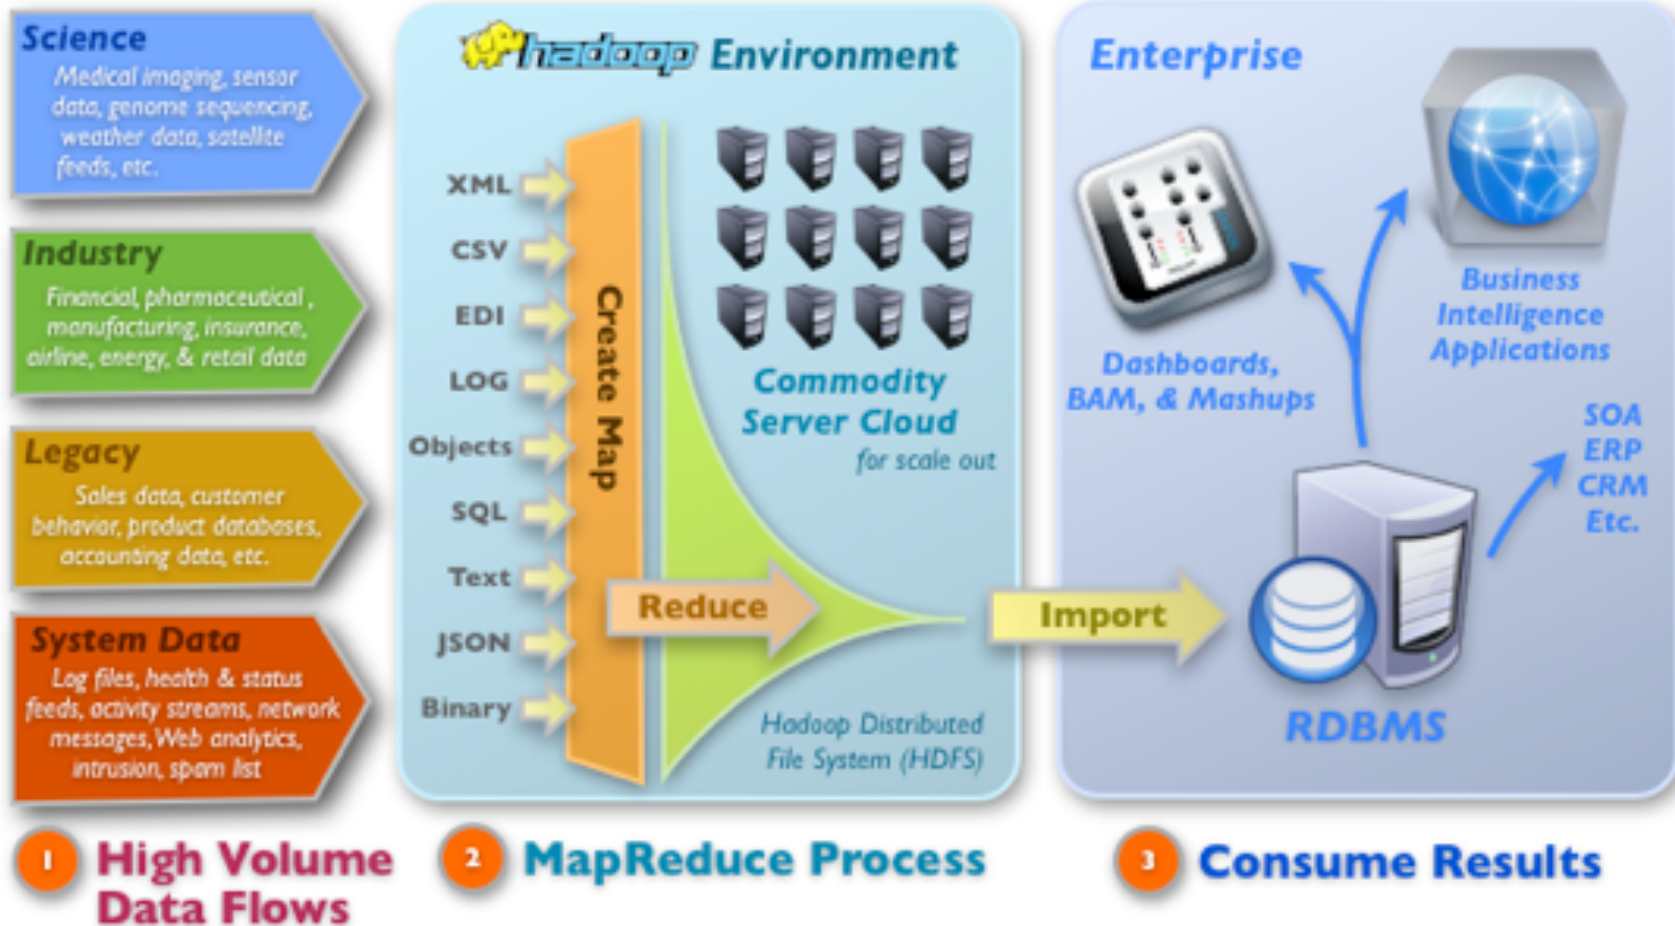 Science
Medical imaging, sensor
data, genome sequencing,
weather data, satellite
feeds, etc.
Industry
Financial, pharmaceutical ,
manufacturing, insurance,
airline, energy, & retail data
Legacy
Sales data, customer
behavior, product databases,
accounting data, etc.
System Data
Log files, health & status
feeds, activity streams, network
messages, Web analytics,
intrusion, spam list
1 High Volume
Data Flows
hadoop Environment
XML
CSV
EDI
LOG
Objects
SQL
Text
JSON
Binary
Create Map
Reduce
Commodity
Server Cloud
for scale out
Hadoop Distributed
File System (HDFS)
2 MapReduce Process
Import
Enterprise
Dashboards,
BAM, & Mashups
Business
Intelligence
Applications
SOA
ERP
CRM
Etc.
RDBMS
3 Consume Results